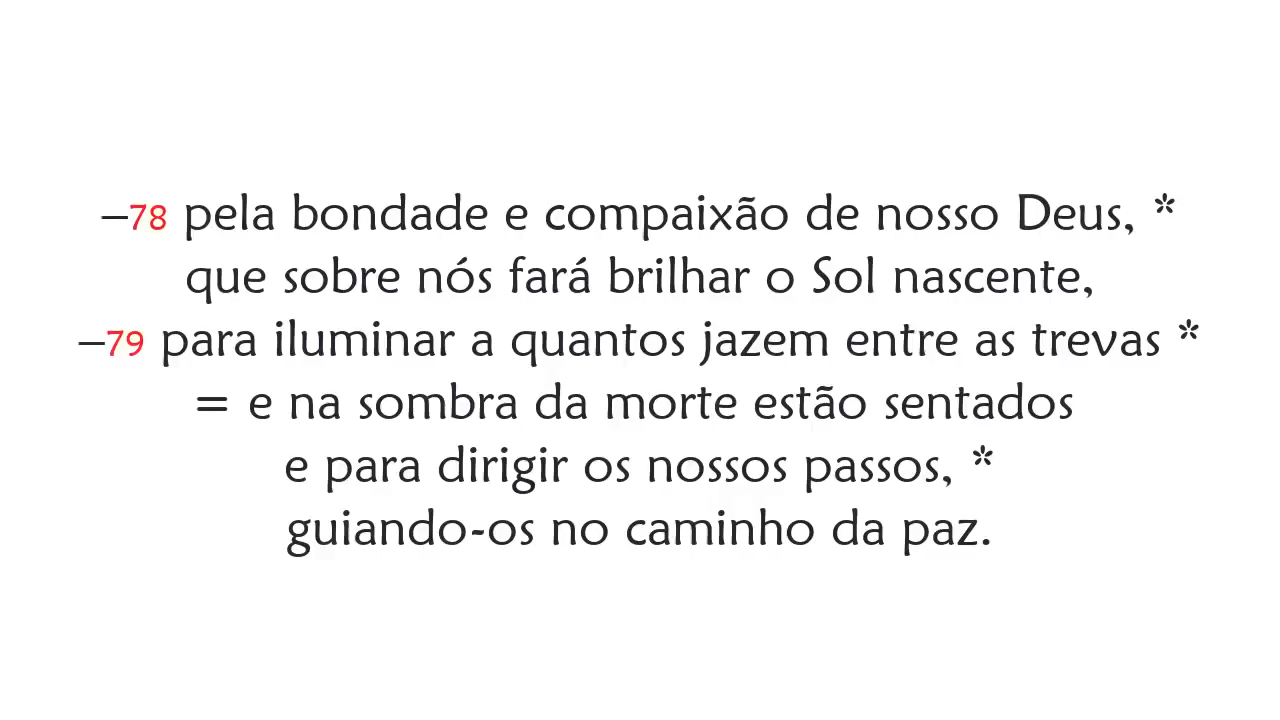 –78 pela bondade e compaixão de nosso Deus, *
que sobre nós fará brilhar o Sol nascente,
–79 para iluminar a quantos jazem entre as trevas *
= e na sombra da morte estão sentados
e para dirigir os nossos passos, *
guiando-os no caminho da paz.